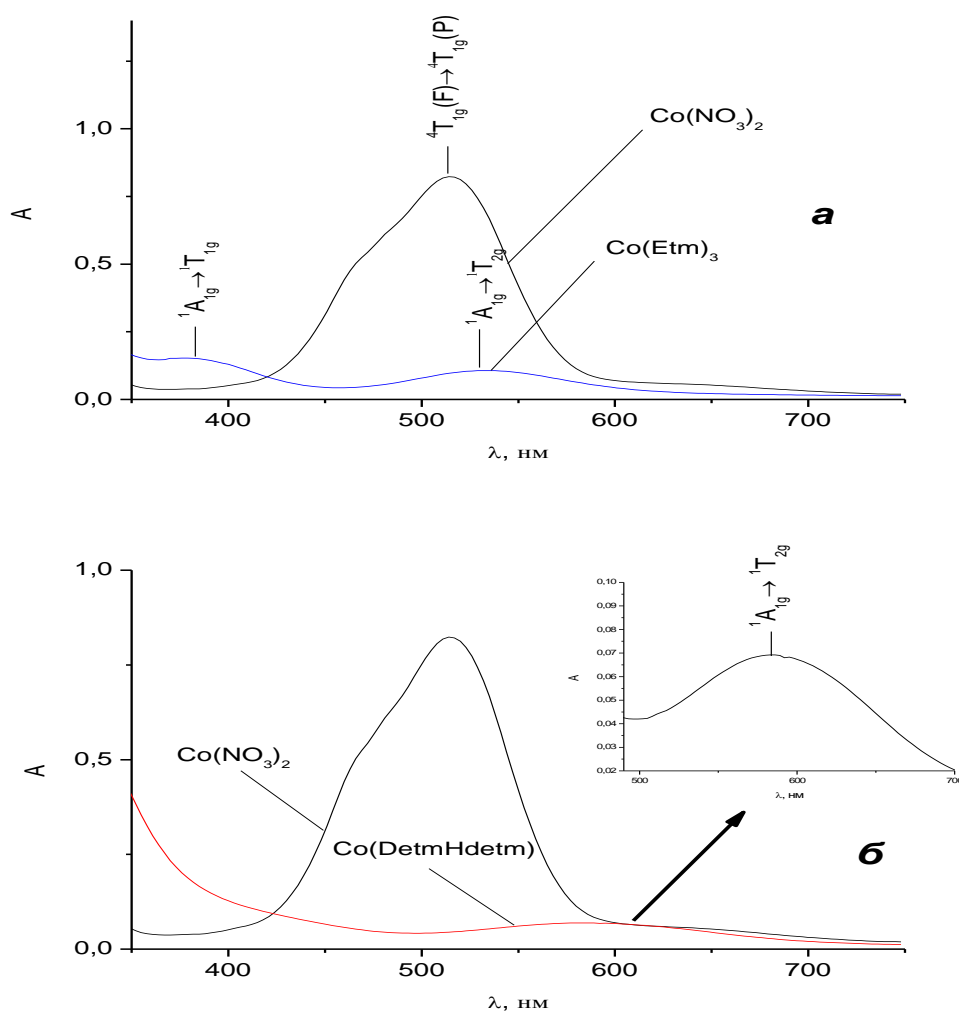 ⁴T₁g(F)→⁴T₁g(P)
Co(NO₃)₂
1,0
A
а
Co(Etm)₃
¹A₁g→¹T₁g
¹A₁g→¹T₂g
0,5
0,0
400 500 600 700
λ, нм
1,0
¹A₁g → ¹T₂g
0,10
0,09
0,08
0,07
0,06
A
0,05
0,04
0,03
0,02
500 600 700
λ, нм
Co(NO₃)₂
0,5
A
Co(DetmHdetm)
б
0,0
400 500 600 700
λ, нм